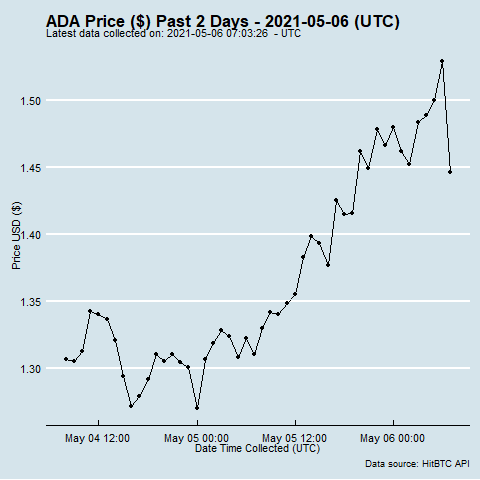 ADA Price ($) Past 2 Days - 2021-05-06 (UTC)
Latest data collected on: 2021-05-06 07:03:26 - UTC
1.50
1.45
1.40
1.35
1.30
Price USD ($)
May 04 12:00 May 05 00:00 May 05 12:00 May 06 00:00
Date Time Collected (UTC)
Data source: HitBTC API